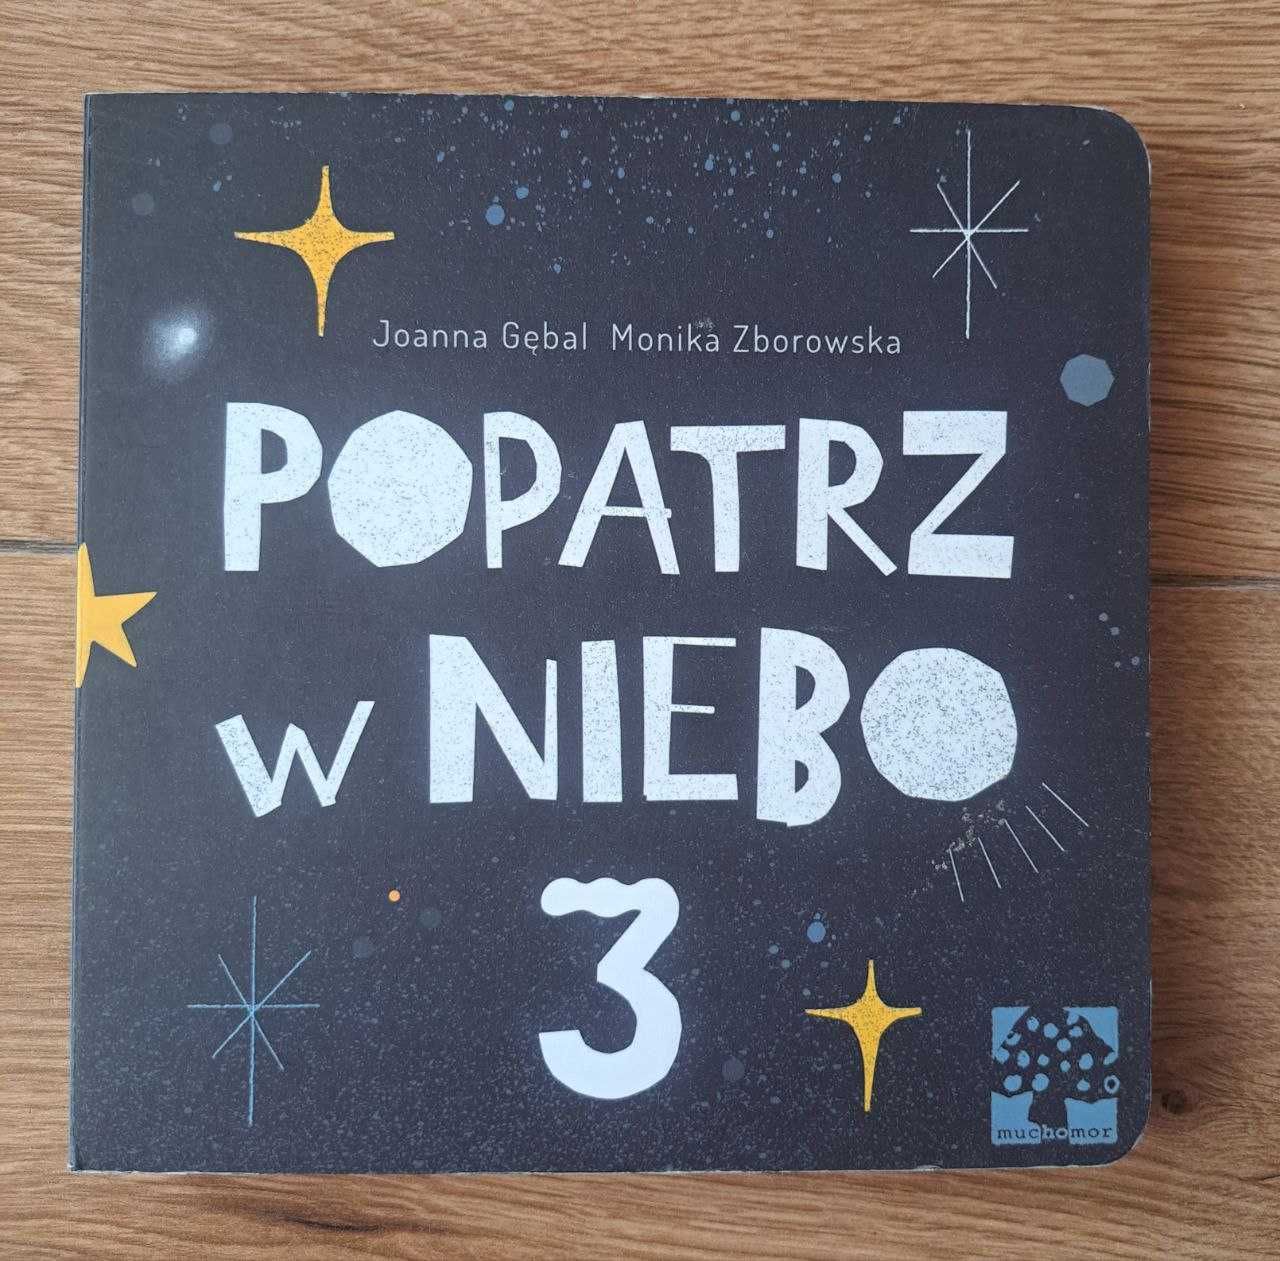 Joanna Gębal Monika Zborowska
POPATRZ
w NIEBO
3
muchomor